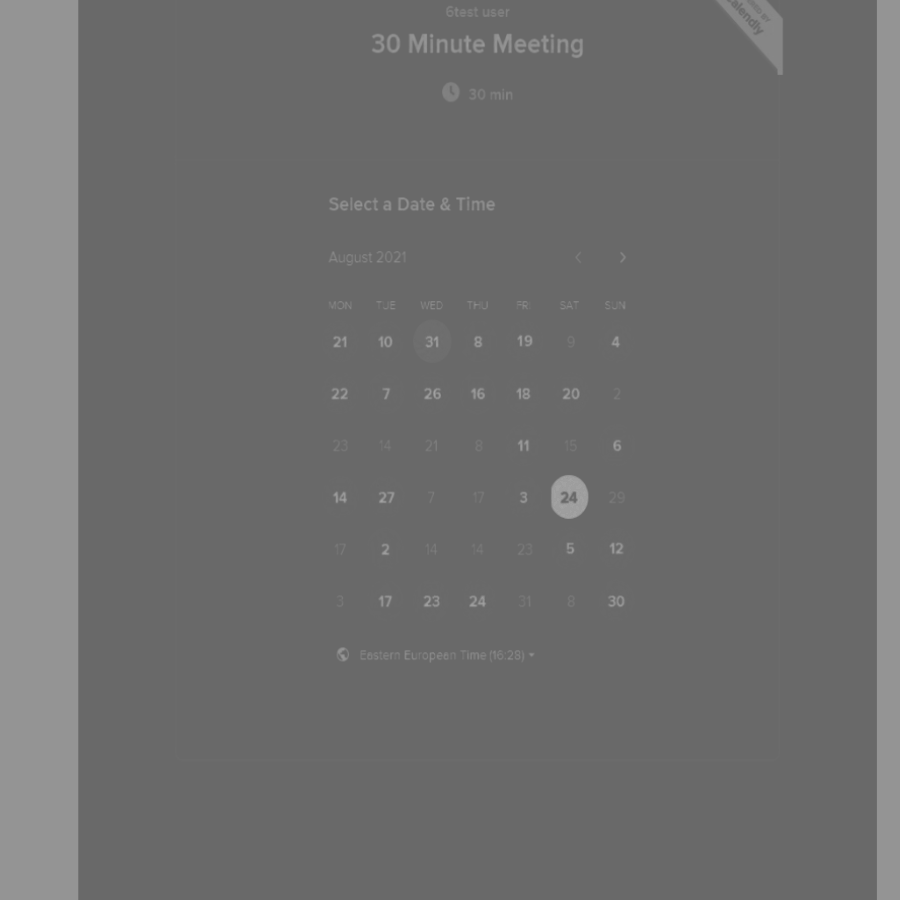 6test user
30 Minute Meeting
30 min
Calendly
Select a Date & Time
August 2021
MON TUE WED THU FRI SAT SUN
21 10 31 8 19 9 4
22 7 26 16 18 20 2
23 14 21 8 11 15 6
14 27 7 17 3 24 29
17 2 14 14 23 5 12
3 17 23 24 31 8 30
Eastern European Time (16:28)